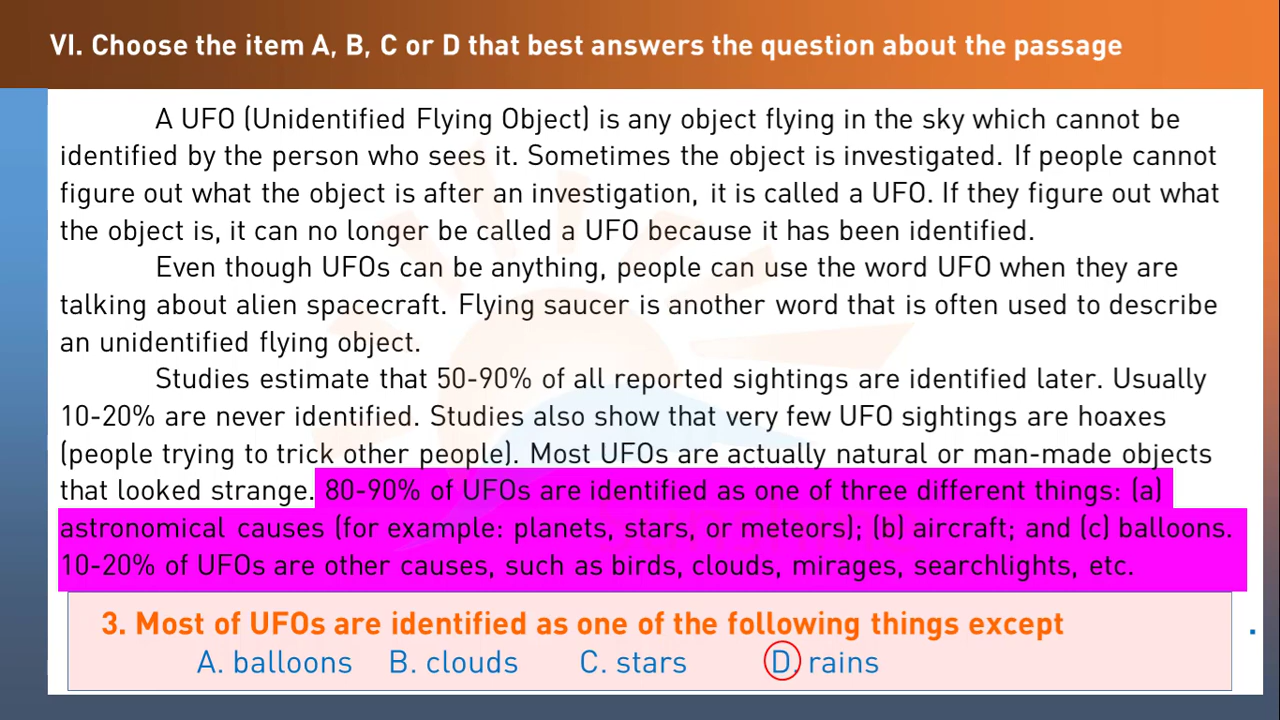 VI. Choose the item A, B, C or D that best answers the question about the passage
A UFO (Unidentified Flying Object) is any object flying in the sky which cannot be
identified by the person who sees it. Sometimes the object is investigated. If people cannot
figure out what the object is after an investigation, it is called a UFO. If they figure out what
the object is, it can no longer be called a UFO because it has been identified.
Even though UFOs can be anything, people can use the word UFO when they are
talking about alien spacecraft. Flying saucer is another word that is often used to describe
an unidentified flying object.
Studies estimate that 50-90% of all reported sightings are identified later. Usually
10-20% are never identified. Studies also show that very few UFO sightings are hoaxes
(people trying to trick other people). Most UFOs are actually natural or man-made objects
that looked strange. 80-90% of UFOs are identified as one of three different things: (a)
astronomical causes (for example: planets, stars, or meteors); (b) aircraft; and (c) balloons.
10-20% of UFOs are other causes, such as birds, clouds, mirages, searchlights, etc.
3. Most of UFOs are identified as one of the following things except .
A. balloons B. clouds C. stars D. rains